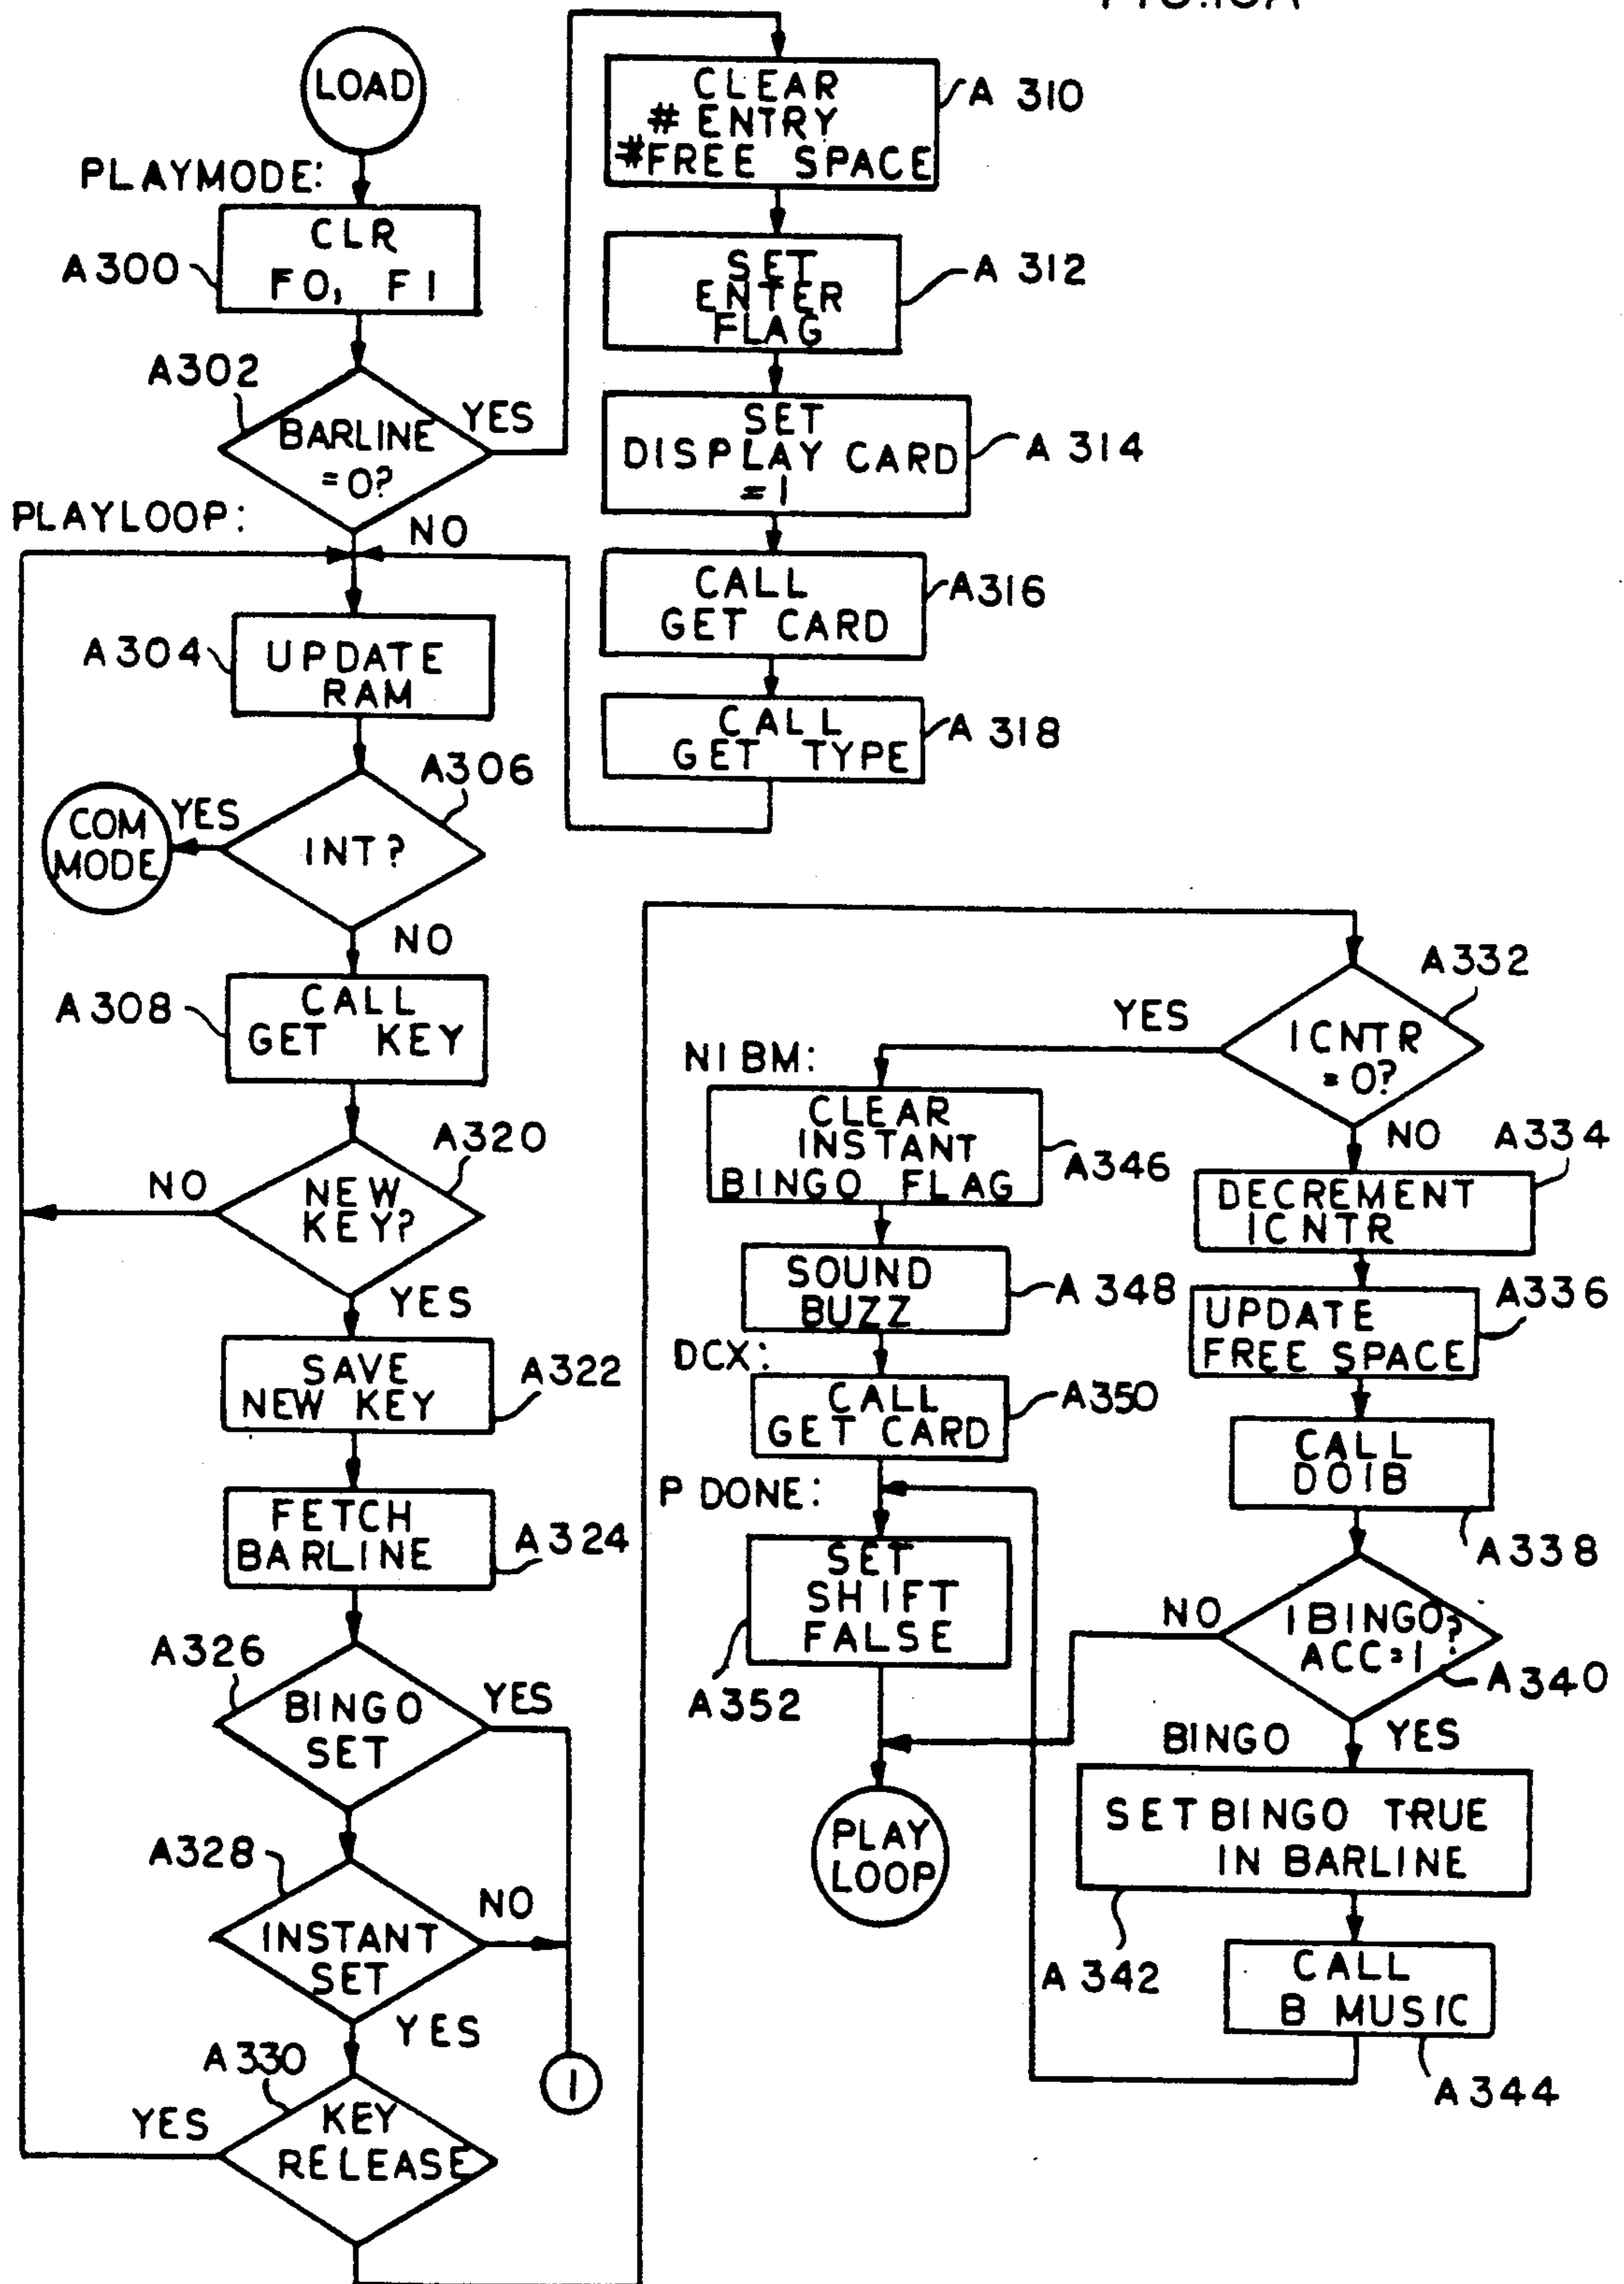 FIG.18A
LOAD
PLAYMODE:
CLR
F0, F1
A300
A302
BARLINE
=0?
YES
PLAYLOOP:
NO
A304
UPDATE
RAM
A306
INT?
YES
COM
MODE
NO
A308
CALL
GET KEY
A320
NEW
KEY?
NO
YES
SAVE
NEW KEY
A322
FETCH
BARLINE
A324
A326
BINGO
SET
YES
A328
INSTANT
SET
NO
YES
A330
KEY
RELEASE
YES
1
CLEAR
# ENTRY
#FREE SPACE
A 310
SET
ENTER
FLAG
A 312
SET
DISPLAY CARD
=1
A 314
CALL
GET CARD
A316
CALL
GET TYPE
A 318
A332
ICNTR
=0?
YES
NO
NIBM:
CLEAR
INSTANT
BINGO FLAG
A346
SOUND
BUZZ
A 348
DCX:
CALL
GET CARD
A350
P DONE:
SET
SHIFT
FALSE
A352
PLAY
LOOP
A334
DECREMENT
ICNTR
A336
UPDATE
FREE SPACE
CALL
DOIB
A338
IBINGO?
ACC=1
A340
NO
BINGO
YES
SETBINGO TRUE
IN BARLINE
A 342
CALL
B MUSIC
A344